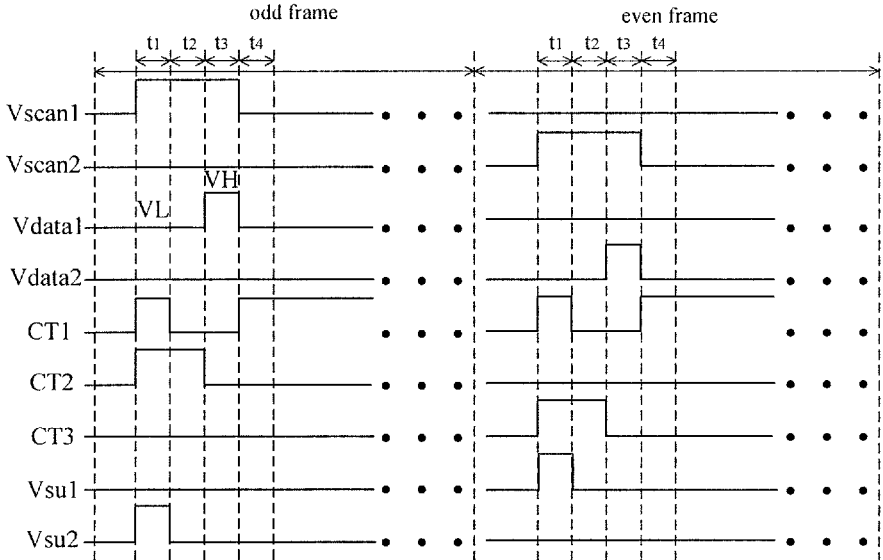 odd frame
even frame
t1 t2 t3 t4
t1 t2 t3 t4
Vscan1
Vscan2
VH
VL
Vdata1
Vdata2
CT1
CT2
CT3
Vsu1
Vsu2